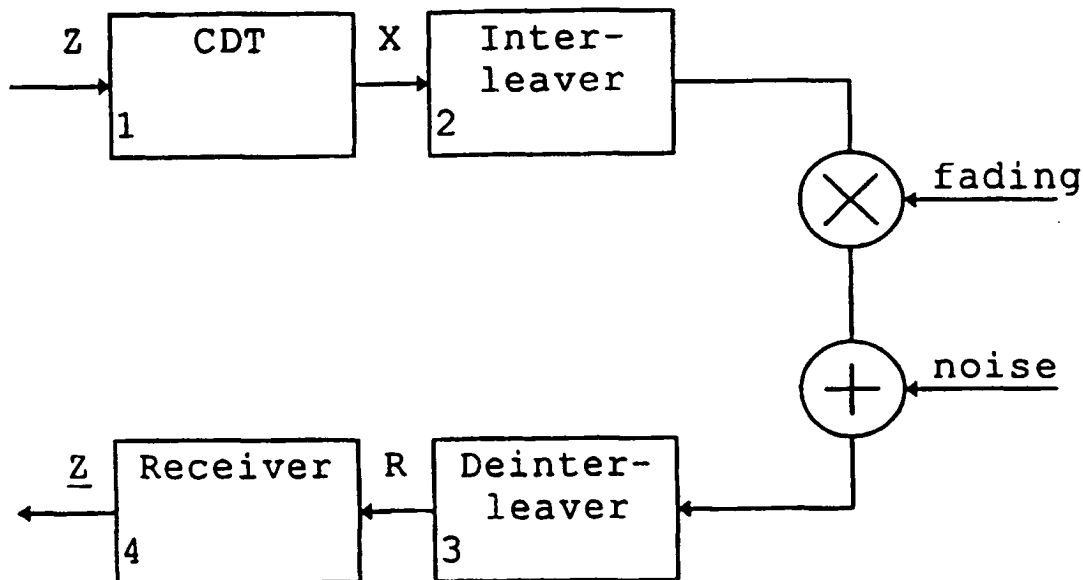 Z
CDT
1
X
Inter-
leaver
2
fading
noise
Z
Receiver
4
R
Deinter-
leaver
3